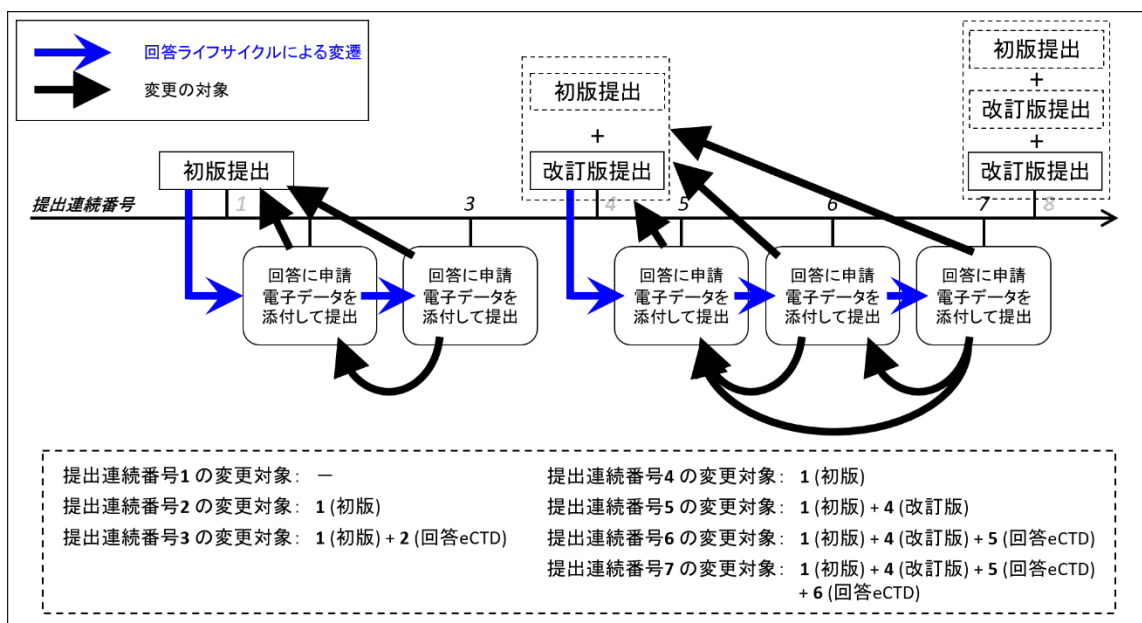 回答ライフサイクルによる変遷
変更の対象
初版提出
+
改訂版提出
初版提出
+
改訂版提出
+
改訂版提出
初版提出
提出連続番号
1
3
4
5
6
7
8
回答に申請
電子データを
添付して提出
回答に申請
電子データを
添付して提出
回答に申請
電子データを
添付して提出
回答に申請
電子データを
添付して提出
回答に申請
電子データを
添付して提出
提出連続番号1 の変更対象： －
提出連続番号2 の変更対象： 1 (初版)
提出連続番号3 の変更対象： 1 (初版) + 2 (回答eCTD)
提出連続番号4 の変更対象： 1 (初版)
提出連続番号5 の変更対象： 1 (初版) + 4 (改訂版)
提出連続番号6 の変更対象： 1 (初版) + 4 (改訂版) + 5 (回答eCTD)
提出連続番号7 の変更対象： 1 (初版) + 4 (改訂版) + 5 (回答eCTD)
+ 6 (回答eCTD)